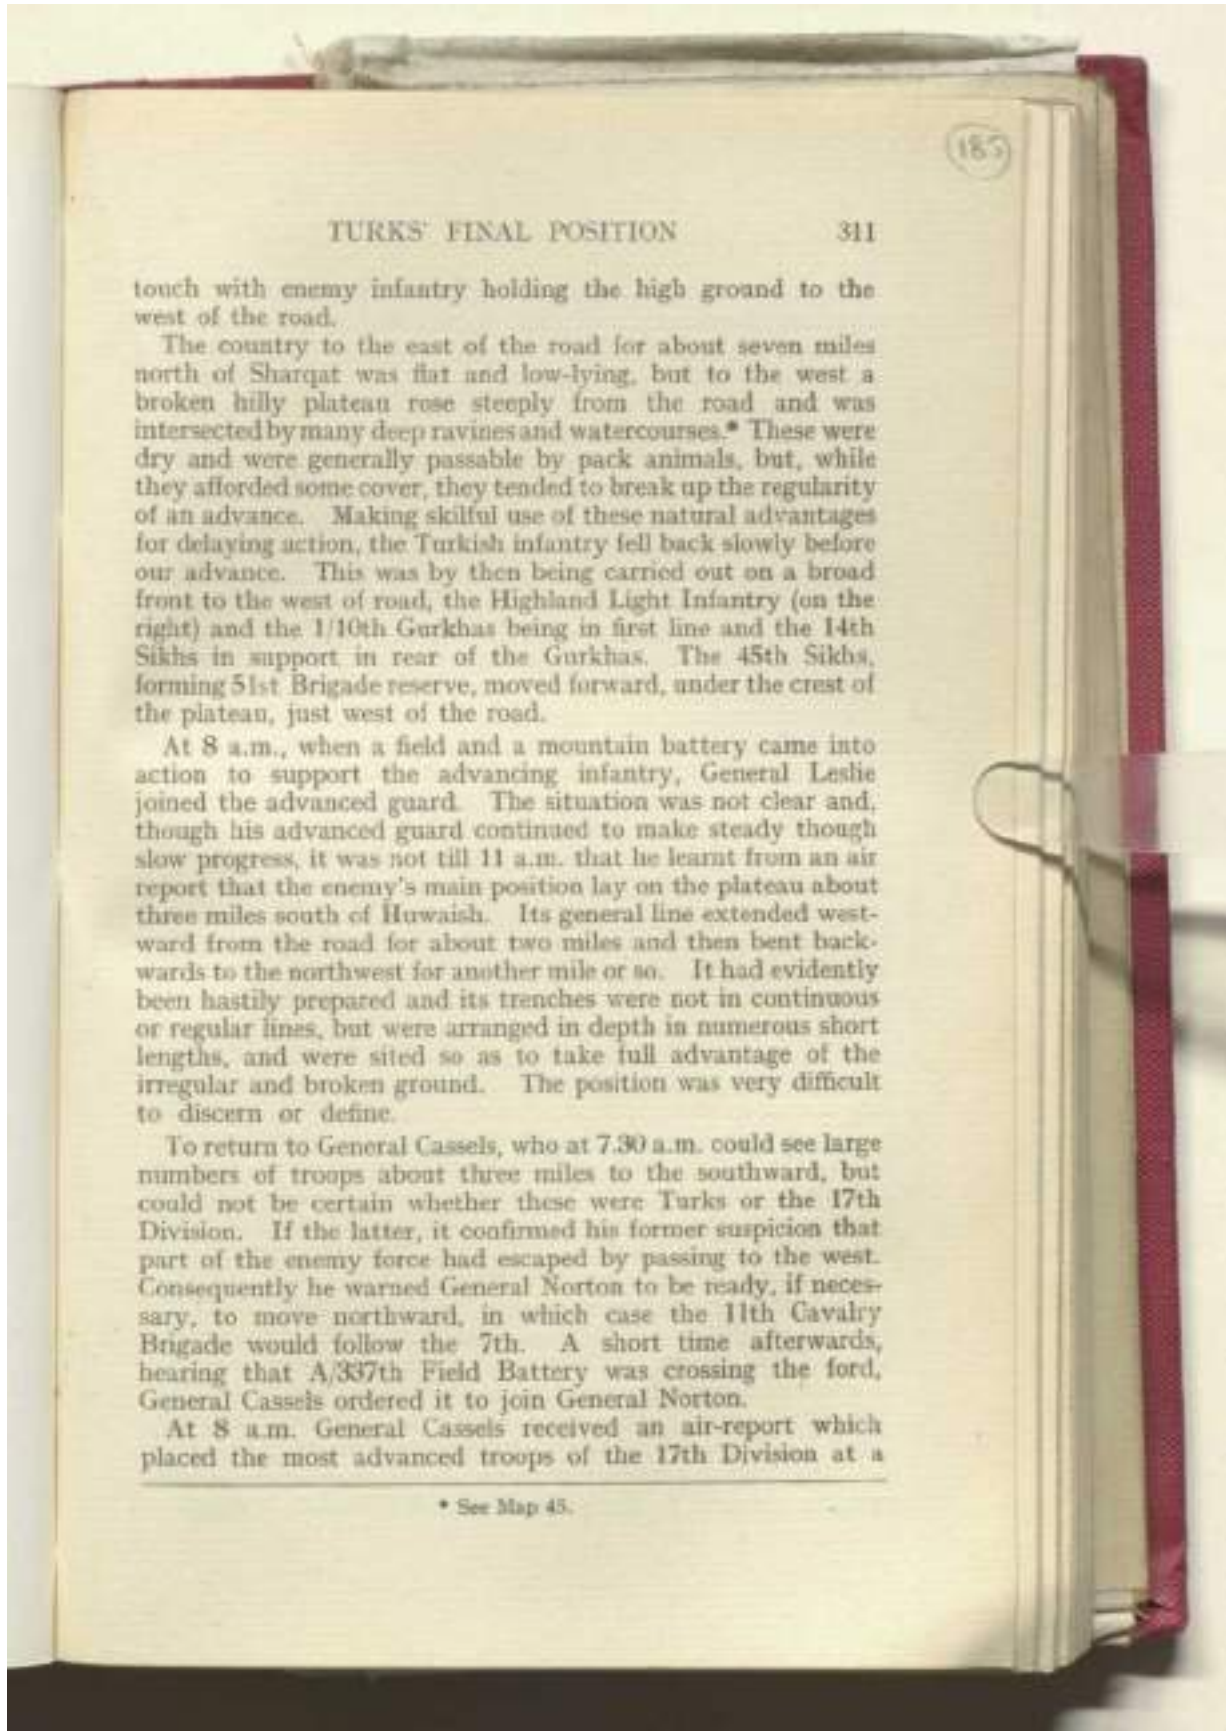 185
TURKS' FINAL POSITION 311
touch with enemy infantry holding the high ground to the
west of the road.
The country to the east of the road for about seven miles
north of Sharqat was flat and low-lying, but to the west a
broken hilly plateau rose steeply from the road and was
intersected by many deep ravines and watercourses.* These were
dry and were generally passable by pack animals, but, while
they afforded some cover, they tended to break up the regularity
of an advance. Making skilful use of these natural advantages
for delaying action, the Turkish infantry fell back slowly before
our advance. This was by then being carried out on a broad
front to the west of road, the Highland Light Infantry (on the
right) and the 1/10th Gurkhas being in first line and the 14th
Sikhs in support in rear of the Gurkhas. The 45th Sikhs,
forming 51st Brigade reserve, moved forward, under the crest of
the plateau, just west of the road.
At 8 a.m., when a field and a mountain battery came into
action to support the advancing infantry, General Leslie
joined the advanced guard. The situation was not clear and,
though his advanced guard continued to make steady though
slow progress, it was not till 11 a.m. that he learnt from an air
report that the enemy's main position lay on the plateau about
three miles south of Huwaish. Its general line extended west-
ward from the road for about two miles and then bent back-
wards to the northwest for another mile or so. It had evidently
been hastily prepared and its trenches were not in continuous
or regular lines, but were arranged in depth in numerous short
lengths, and were sited so as to take full advantage of the
irregular and broken ground. The position was very difficult
to discern or define.
To return to General Cassels, who at 7.30 a.m. could see large
numbers of troops about three miles to the southward, but
could not be certain whether these were Turks or the 17th
Division. If the latter, it confirmed his former suspicion that
part of the enemy force had escaped by passing to the west.
Consequently he warned General Norton to be ready, if neces-
sary, to move northward, in which case the 11th Cavalry
Brigade would follow the 7th. A short time afterwards,
hearing that A/337th Field Battery was crossing the ford,
General Cassels ordered it to join General Norton.
At 8 a.m. General Cassels received an air-report which
placed the most advanced troops of the 17th Division at a
* See Map 45.